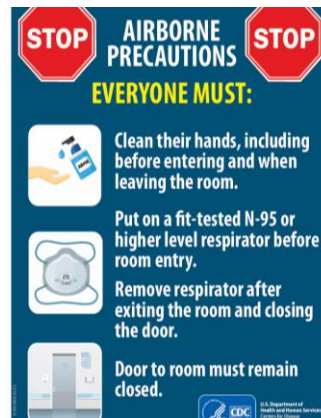 STOP
AIRBORNE
PRECAUTIONS
STOP
EVERYONE MUST:
Clean their hands, including
before entering and when
leaving the room.
Put on a fit-tested N-95 or
higher level respirator before
room entry.
Remove respirator after
exiting the room and closing
the door.
Door to room must remain
closed.
CDC
U.S. Department of
Health and Human Services
Centers for Disease